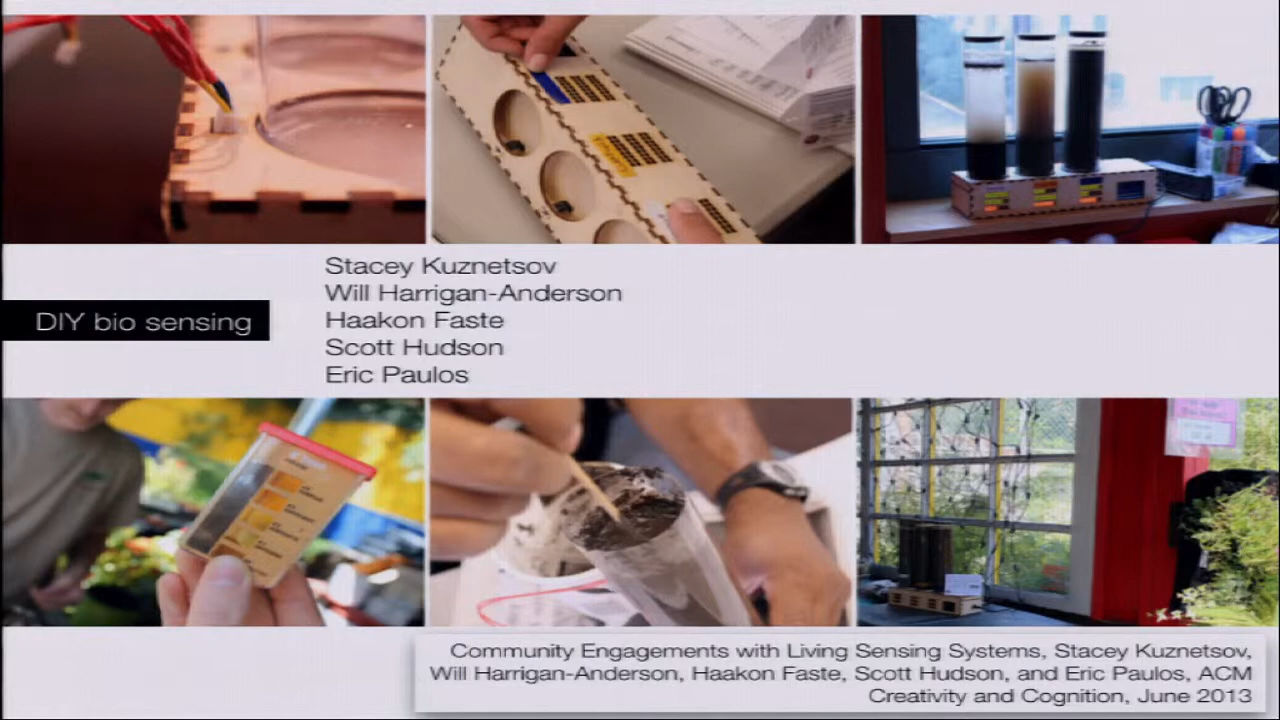 Stacey Kuznetsov
Will Harrigan-Anderson
DIY bio sensing
Haakon Faste
Scott Hudson
Eric Paulos
Community Engagements with Living Sensing Systems, Stacey Kuznetsov,
Will Harrigan-Anderson, Haakon Faste, Scott Hudson, and Eric Paulos, ACM
Creativity and Cognition, June 2013